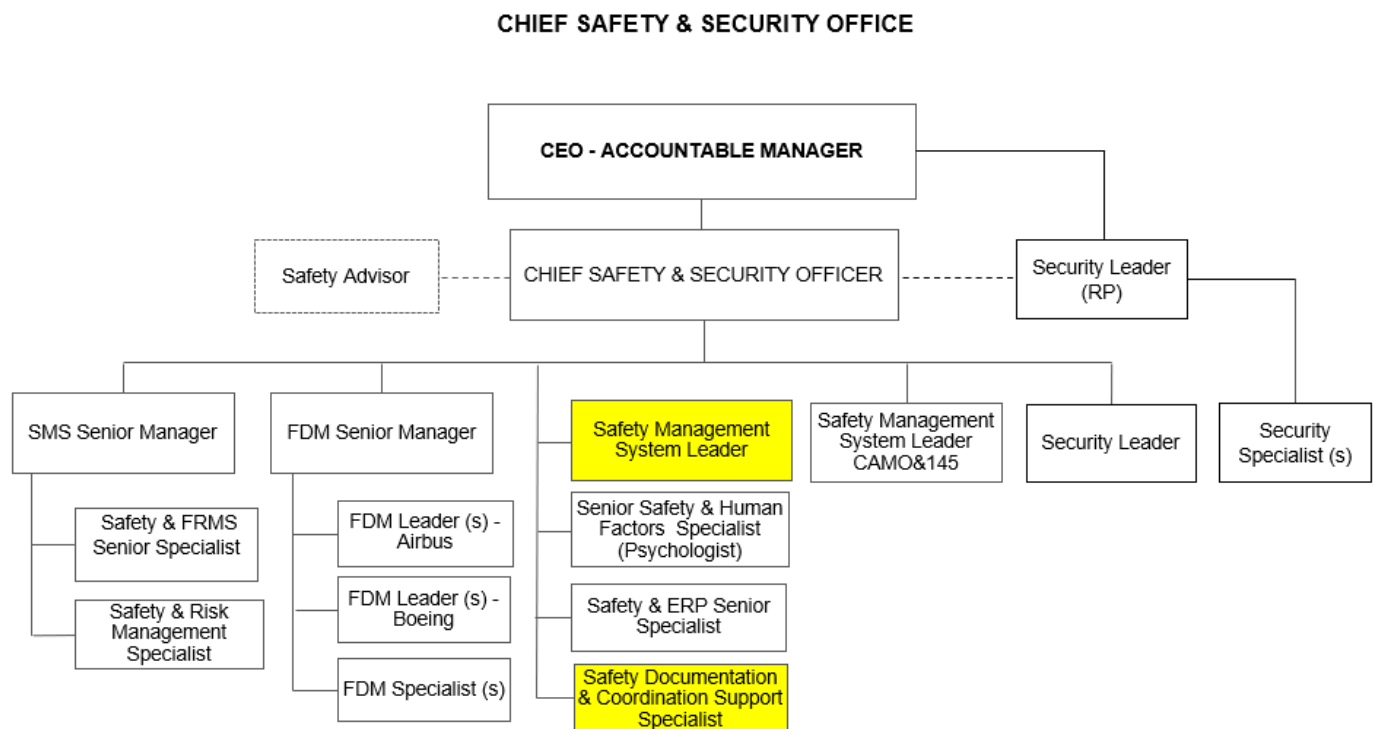 CHIEF SAFETY & SECURITY OFFICE
CEO - ACCOUNTABLE MANAGER
Safety Advisor
CHIEF SAFETY & SECURITY OFFICER
Security Leader
(RP)
SMS Senior Manager
FDM Senior Manager
Safety Management
System Leader
Safety Management
System Leader
CAMO&145
Security Leader
Security
Specialist (s)
Safety & FRMS
Senior Specialist
Safety & Risk
Management
Specialist
FDM Leader (s) -
Airbus
FDM Leader (s) -
Boeing
FDM Specialist (s)
Senior Safety & Human
Factors Specialist
(Psychologist)
Safety & ERP Senior
Specialist
Safety Documentation
& Coordination Support
Specialist